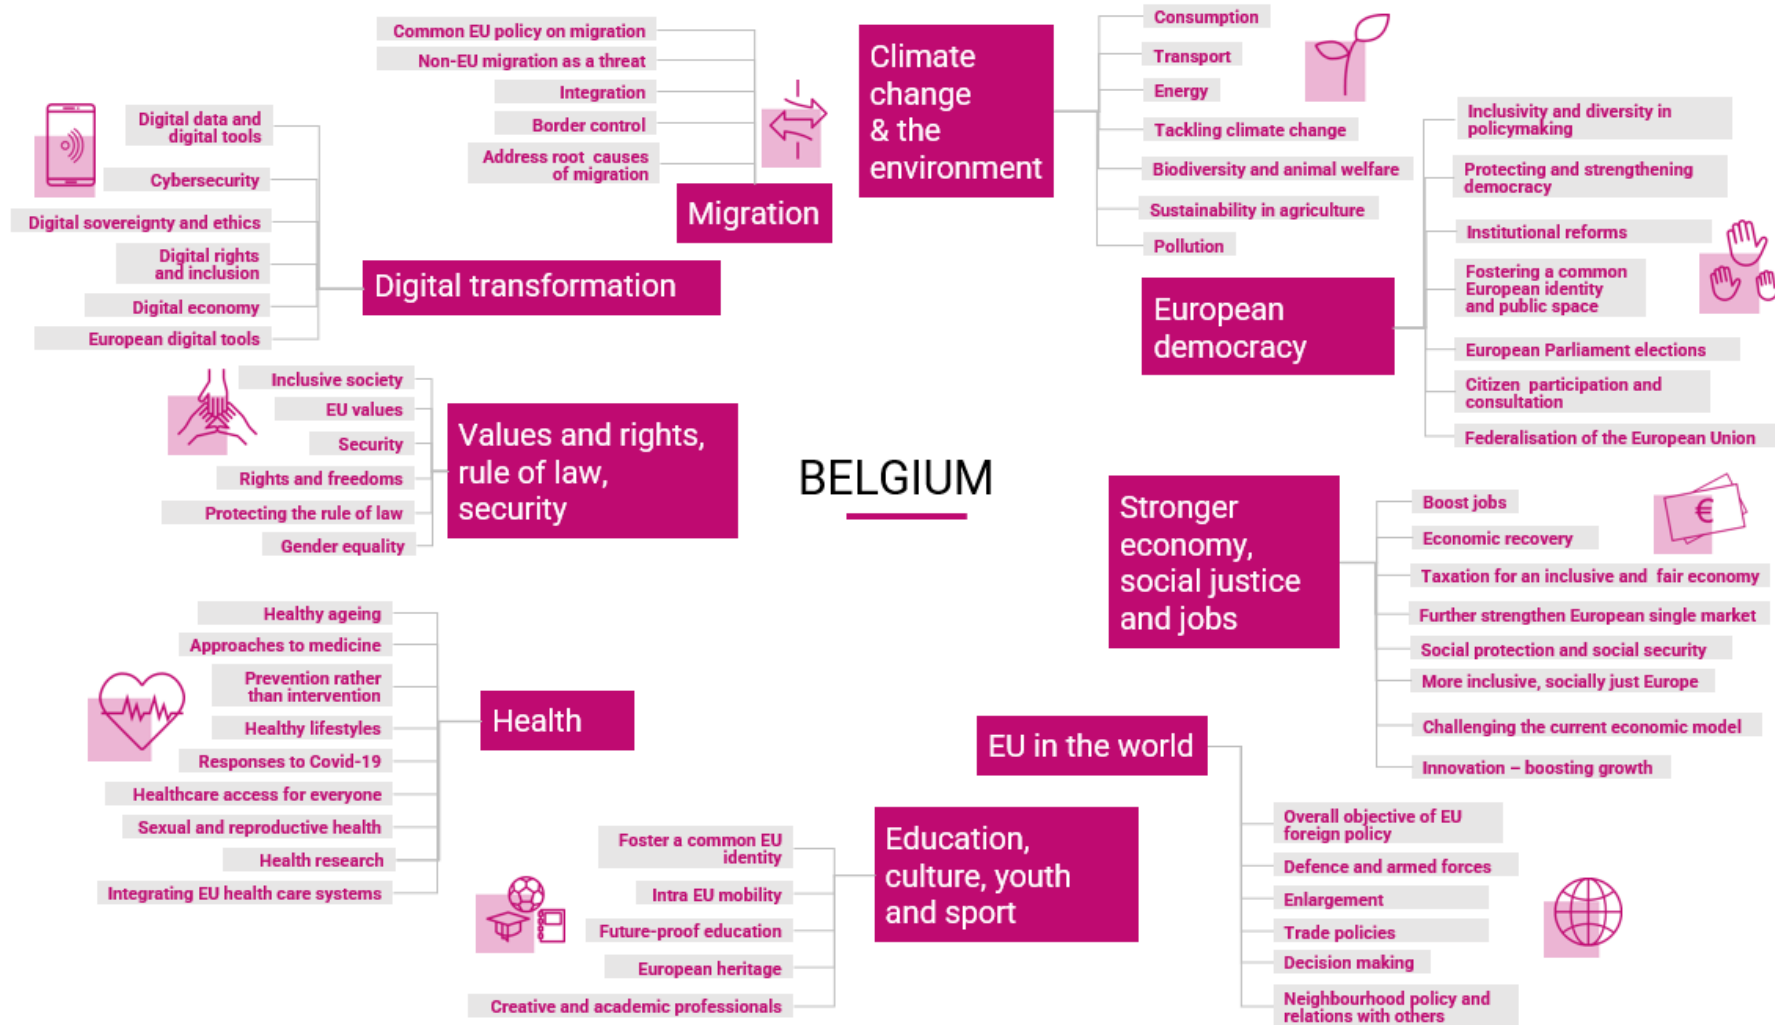 Common EU policy on migration
Non-EU migration as a threat
Integration
Border control
Address root causes
of migration
Migration
Climate
change
& the
environment
Consumption
Transport
Energy
Tackling climate change
Biodiversity and animal welfare
Sustainability in agriculture
Pollution
Digital data and
digital tools
Cybersecurity
Digital sovereignty and ethics
Digital rights
and inclusion
Digital economy
European digital tools
Digital transformation
Inclusivity and diversity in
policymaking
Protecting and strengthening
democracy
Institutional reforms
Fostering a common
European identity
and public space
European Parliament elections
Citizen participation and
consultation
Federalisation of the European Union
European
democracy
Inclusive society
EU values
Security
Rights and freedoms
Protecting the rule of law
Gender equality
Values and rights,
rule of law,
security
BELGIUM
Stronger
economy,
social justice
and jobs
Boost jobs
€
Economic recovery
Taxation for an inclusive and fair economy
Further strengthen European single market
Social protection and social security
More inclusive, socially just Europe
Challenging the current economic model
Innovation – boosting growth
Healthy ageing
Approaches to medicine
Prevention rather
than intervention
Healthy lifestyles
Responses to Covid-19
Healthcare access for everyone
Sexual and reproductive health
Health research
Integrating EU health care systems
Health
EU in the world
Overall objective of EU
foreign policy
Defence and armed forces
Enlargement
Trade policies
Decision making
Neighbourhood policy and
relations with others
Foster a common EU
identity
Intra EU mobility
Future-proof education
European heritage
Creative and academic professionals
Education,
culture, youth
and sport